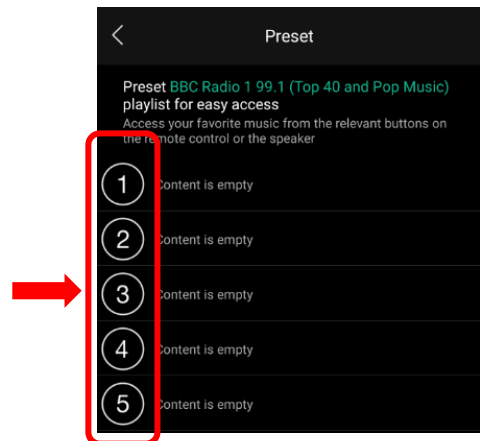 Preset
Preset BBC Radio 1 99.1 (Top 40 and Pop Music)
playlist for easy access
Access your favorite music from the relevant buttons on
the remote control or the speaker
1 Content is empty
2 Content is empty
3 Content is empty
4 Content is empty
5 Content is empty